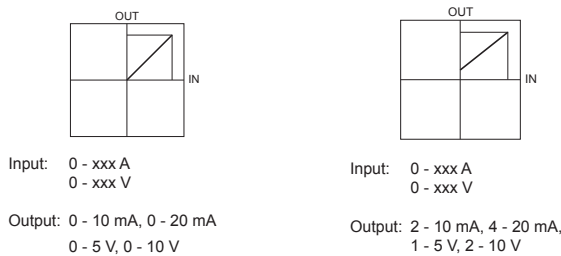 OUT
IN
Input: 0 - xxx A
0 - xxx V
Output: 0 - 10 mA, 0 - 20 mA
0 - 5 V, 0 - 10 V
OUT
IN
Input: 0 - xxx A
0 - xxx V
Output: 2 - 10 mA, 4 - 20 mA,
1 - 5 V, 2 - 10 V